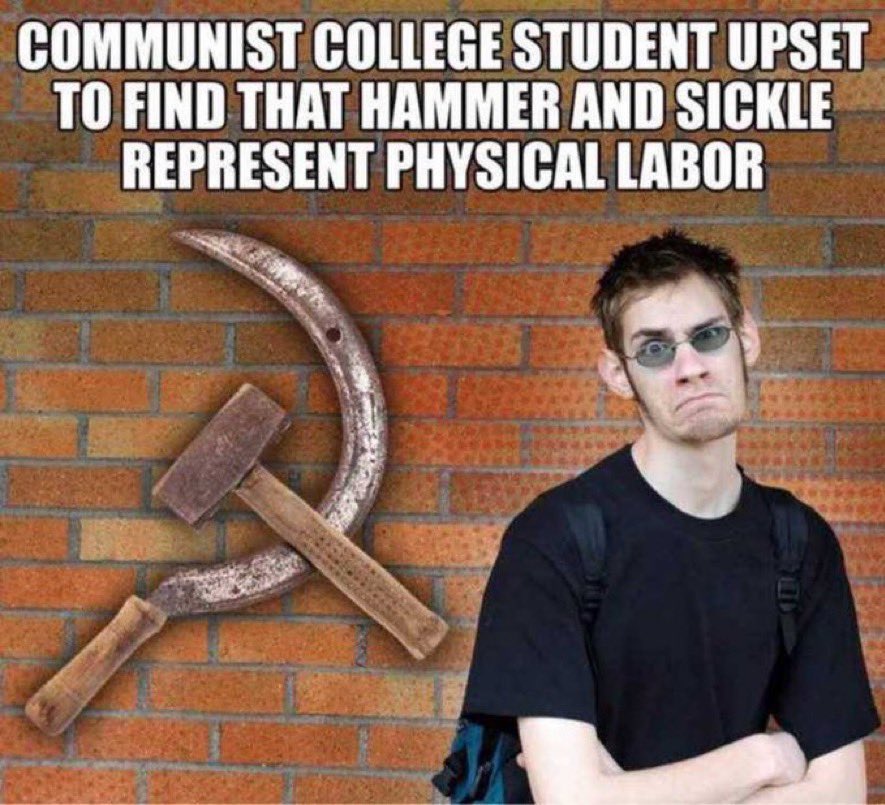 COMMUNIST COLLEGE STUDENT UPSET
TO FIND THAT HAMMER AND SICKLE
REPRESENT PHYSICAL LABOR